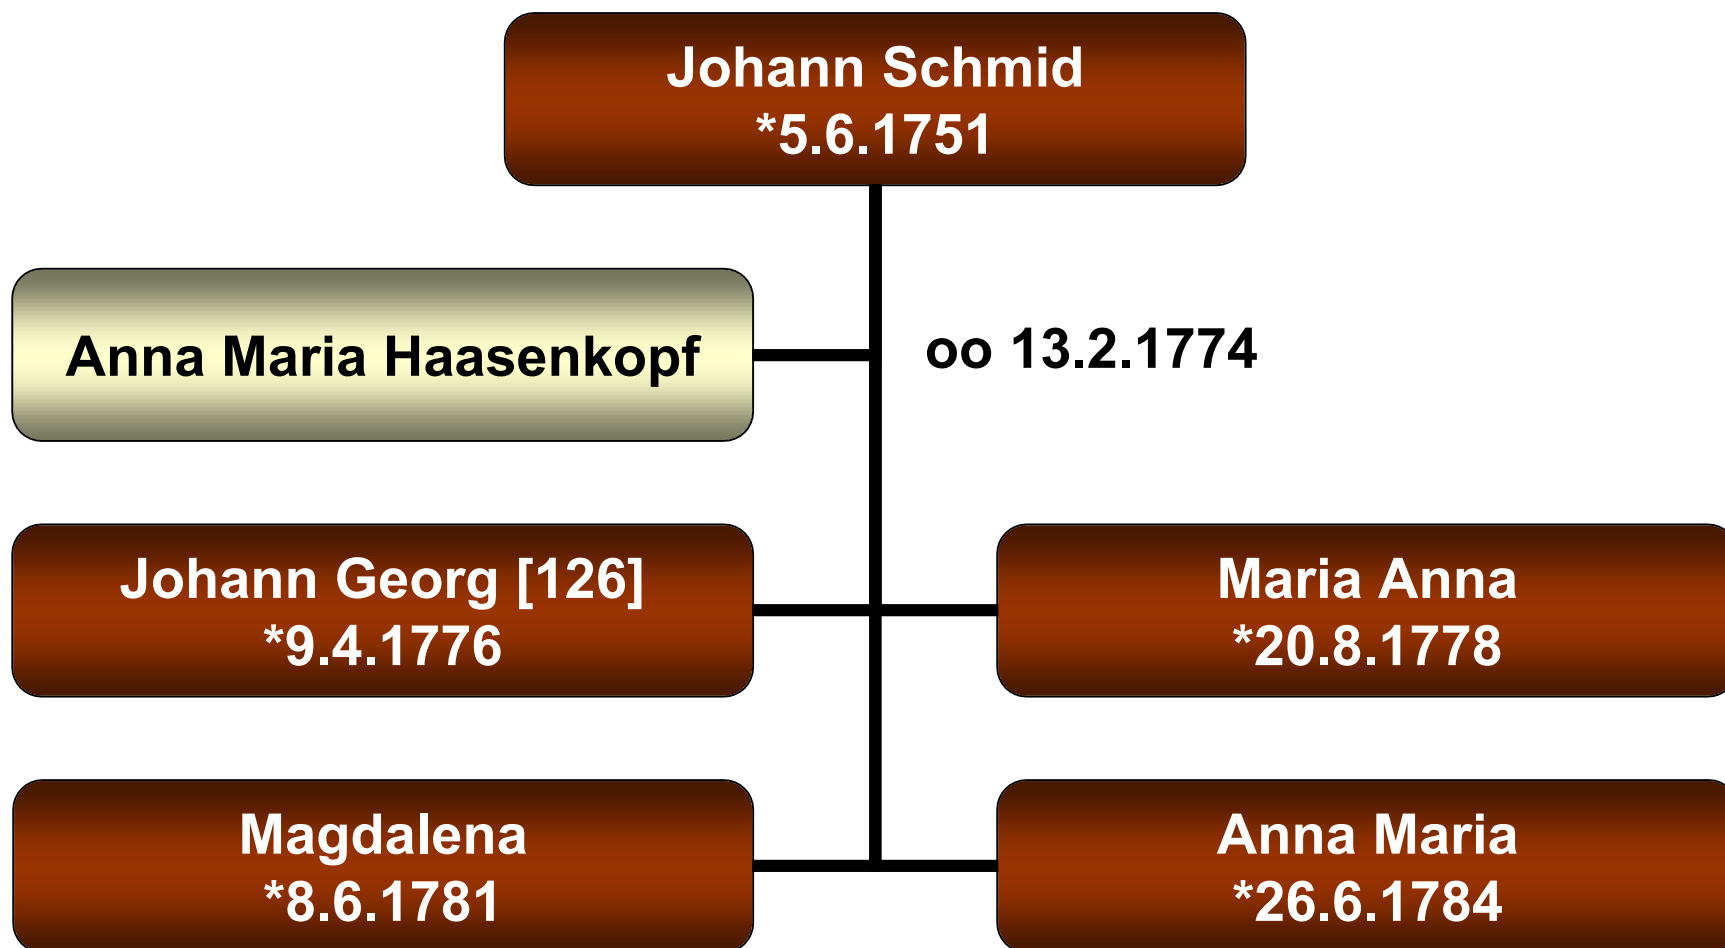 Johann Schmid
*5.6.1751
Anna Maria Haasenkopf
oo 13.2.1774
Johann Georg [126]
*9.4.1776
Maria Anna
*20.8.1778
Magdalena
*8.6.1781
Anna Maria
*26.6.1784